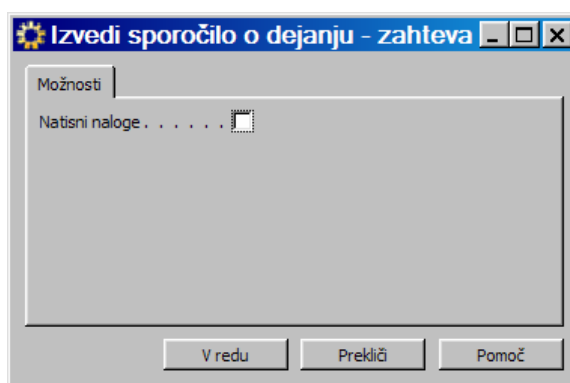 Izvedi sporočilo o dejanju - zahteva
Možnosti
Natisni naloge . . . . . .
V redu Prekliči Pomoč